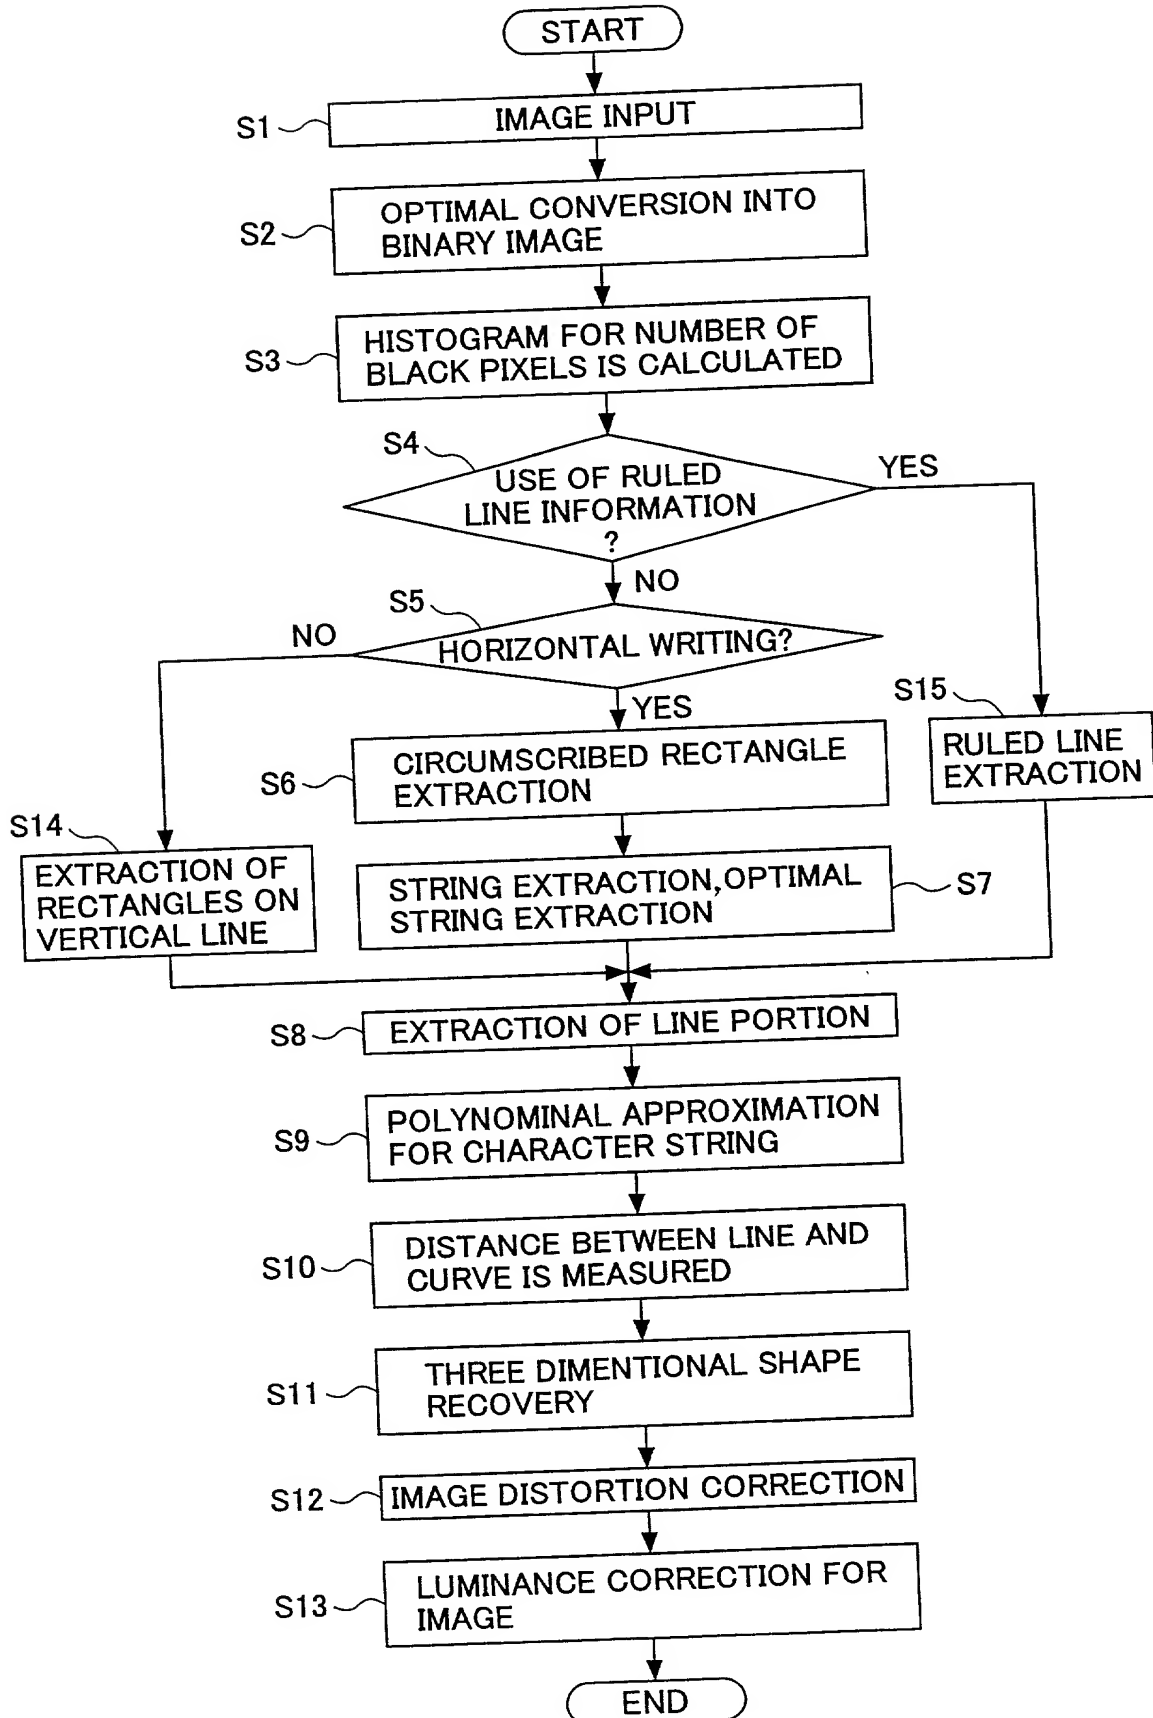 START
S1
IMAGE INPUT
S2
OPTIMAL CONVERSION INTO
BINARY IMAGE
S3
HISTOGRAM FOR NUMBER OF
BLACK PIXELS IS CALCULATED
S4
USE OF RULED
LINE INFORMATION
?
YES
NO
S5
HORIZONTAL WRITING?
NO
YES
S6
CIRCUMSCRIBED RECTANGLE
EXTRACTION
S15
RULED LINE
EXTRACTION
S14
EXTRACTION OF
RECTANGLES ON
VERTICAL LINE
STRING EXTRACTION,OPTIMAL
STRING EXTRACTION
S7
S8
EXTRACTION OF LINE PORTION
S9
POLYNOMINAL APPROXIMATION
FOR CHARACTER STRING
S10
DISTANCE BETWEEN LINE AND
CURVE IS MEASURED
S11
THREE DIMENTIONAL SHAPE
RECOVERY
S12
IMAGE DISTORTION CORRECTION
S13
LUMINANCE CORRECTION FOR
IMAGE
END